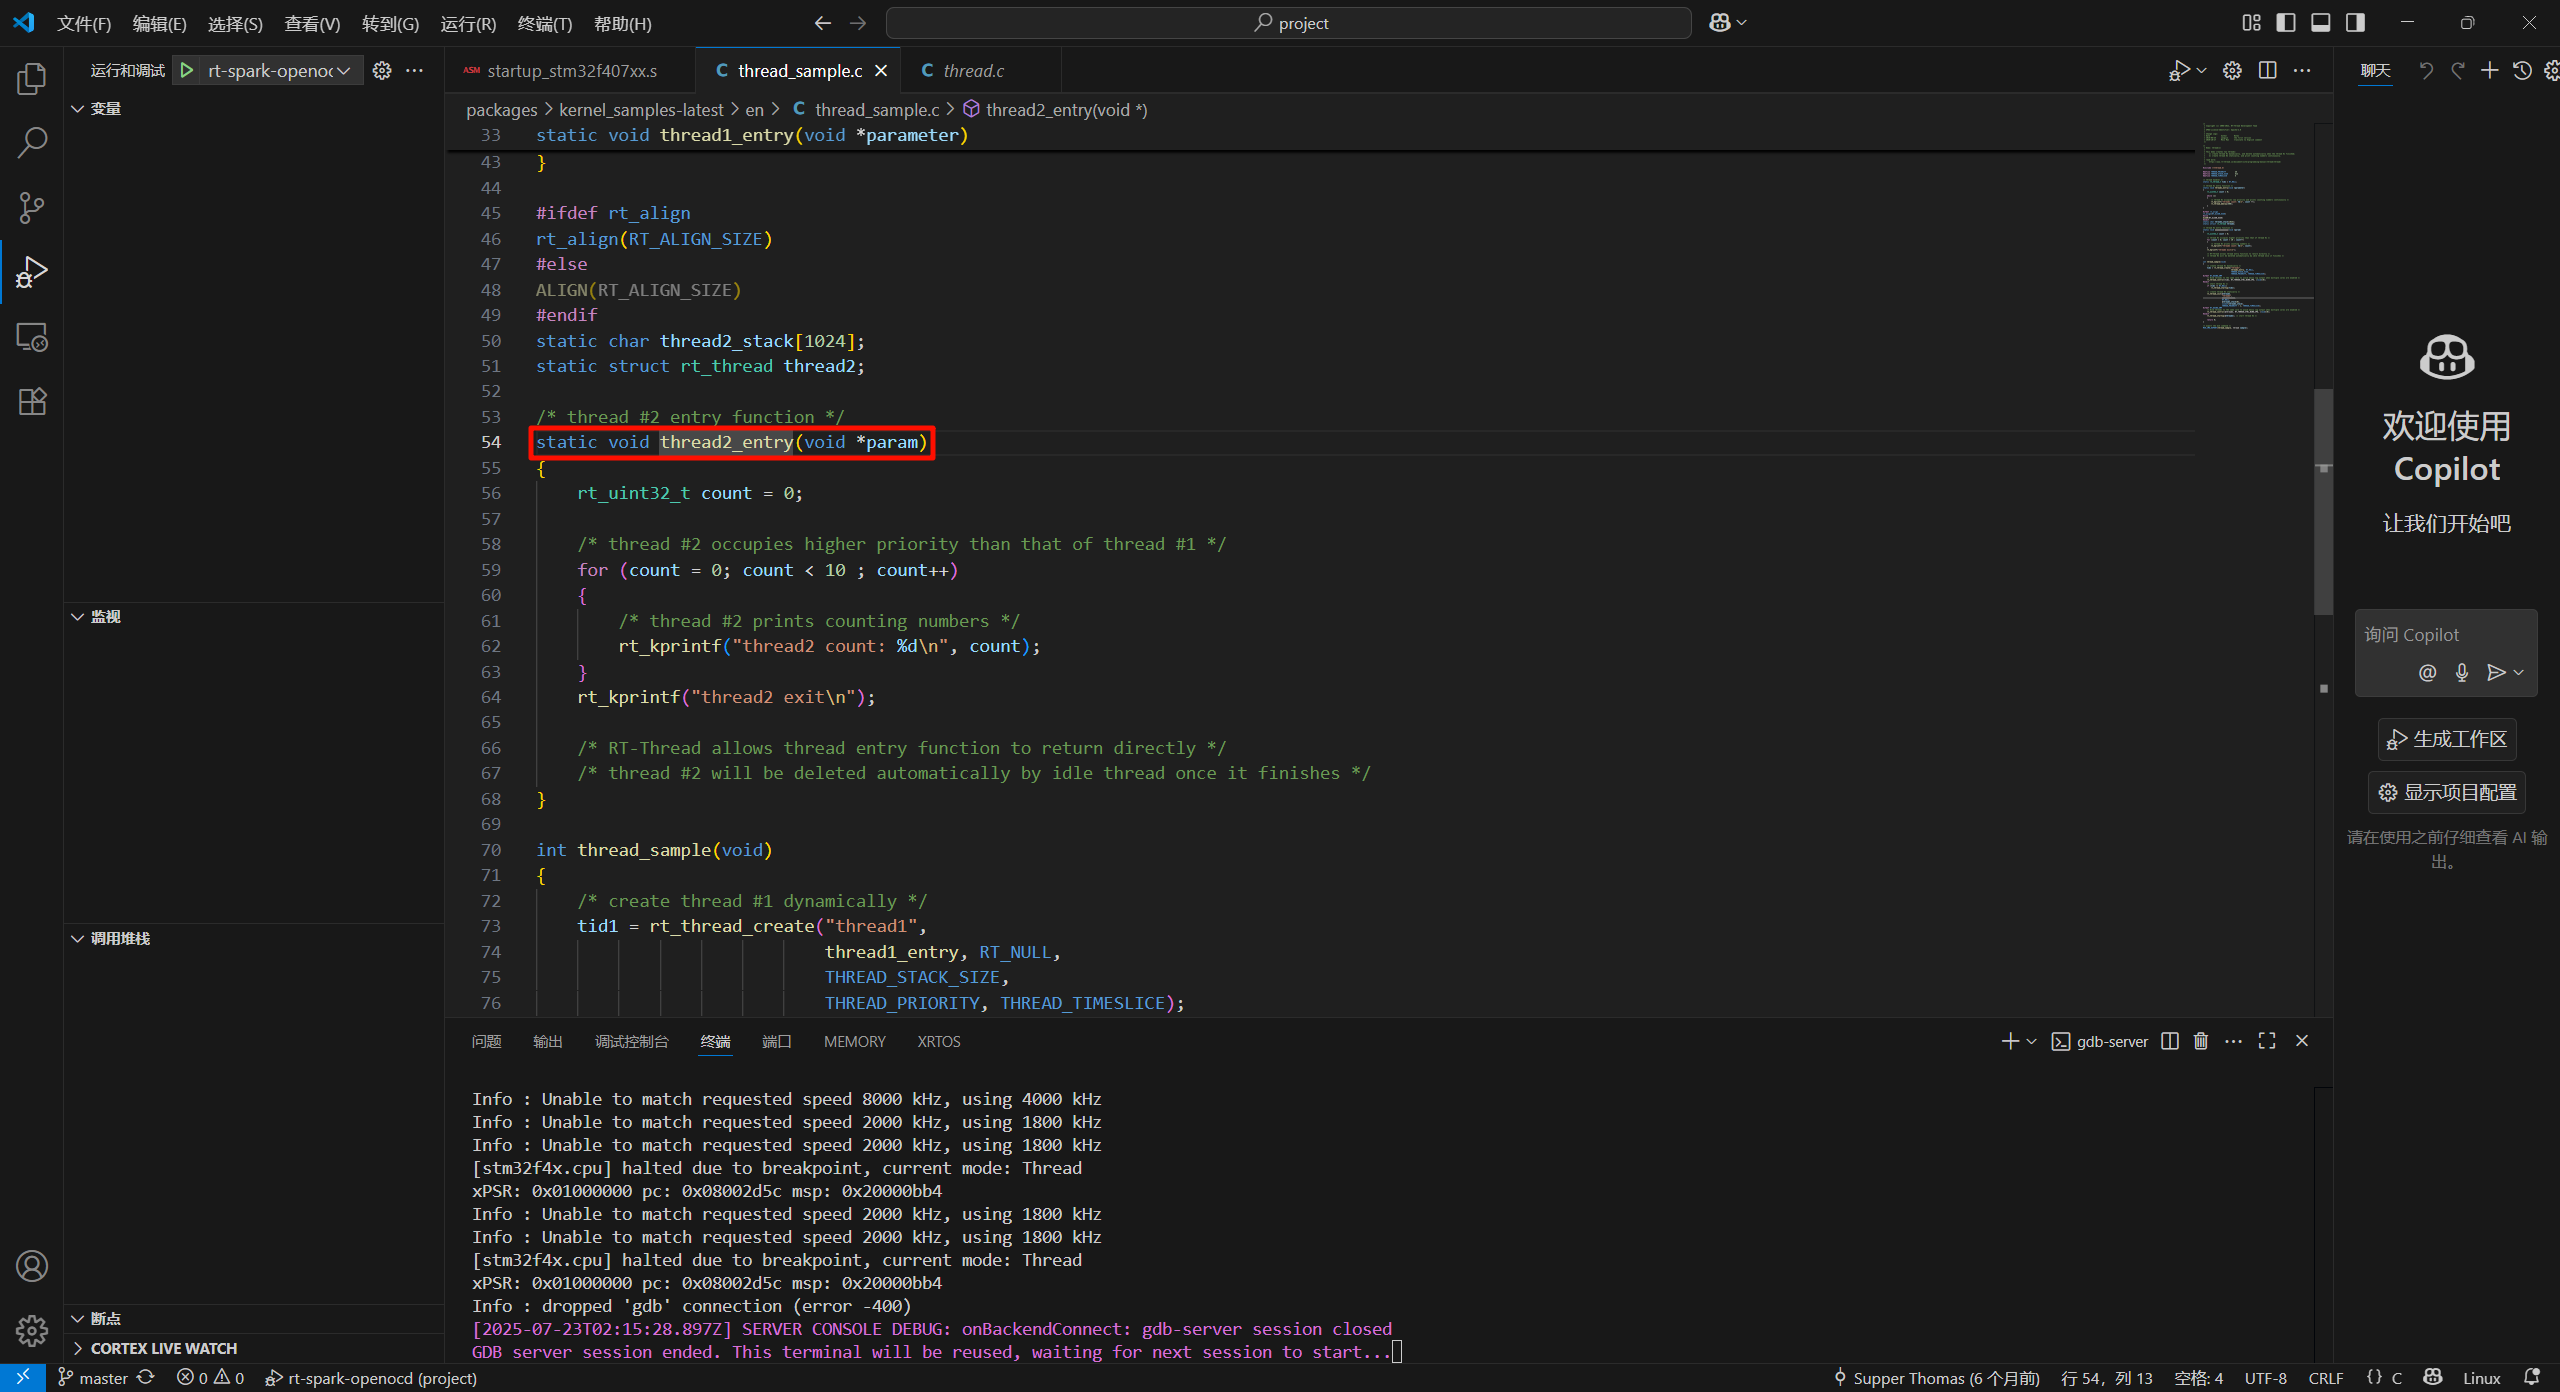 文件(F) 编辑(E) 选择(S) 查看(V) 转到(G) 运行(R) 终端(T) 帮助(H) project
运行和调试 rt-spark-openoc
变量
监视
调用堆栈
断点
CORTEX LIVE WATCH
startup_stm32f407xx.s thread_sample.c thread.c
packages > kernel_samples-latest > en > C thread_sample.c > thread2_entry(void *)
33 static void thread1_entry(void *parameter)
43 }
44
45 #ifdef rt_align
46 rt_align(RT_ALIGN_SIZE)
47 #else
48 ALIGN(RT_ALIGN_SIZE)
49 #endif
50 static char thread2_stack[1024];
51 static struct rt_thread thread2;
52
53 /* thread #2 entry function */
54 static void thread2_entry(void *param)
55 {
56 rt_uint32_t count = 0;
57
58 /* thread #2 occupies higher priority than that of thread #1 */
59 for (count = 0; count < 10 ; count++)
60 {
61 /* thread #2 prints counting numbers */
62 rt_kprintf("thread2 count: %d\n", count);
63 }
64 rt_kprintf("thread2 exit\n");
65
66 /* RT-Thread allows thread entry function to return directly */
67 /* thread #2 will be deleted automatically by idle thread once it finishes */
68 }
69
70 int thread_sample(void)
71 {
72 /* create thread #1 dynamically */
73 tid1 = rt_thread_create("thread1",
74 thread1_entry, RT_NULL,
75 THREAD_STACK_SIZE,
76 THREAD_PRIORITY, THREAD_TIMESLICE);
问题 输出 调试控制台 终端 端口 MEMORY XRTOS gdb-server
Info : Unable to match requested speed 8000 kHz, using 4000 kHz
Info : Unable to match requested speed 2000 kHz, using 1800 kHz
Info : Unable to match requested speed 2000 kHz, using 1800 kHz
[stm32f4x.cpu] halted due to breakpoint, current mode: Thread
xPSR: 0x01000000 pc: 0x08002d5c msp: 0x20000bb4
Info : Unable to match requested speed 2000 kHz, using 1800 kHz
Info : Unable to match requested speed 2000 kHz, using 1800 kHz
[stm32f4x.cpu] halted due to breakpoint, current mode: Thread
xPSR: 0x01000000 pc: 0x08002d5c msp: 0x20000bb4
Info : dropped 'gdb' connection (error -400)
[2025-07-23T02:15:28.897Z] SERVER CONSOLE DEBUG: onBackendConnect: gdb-server session closed
GDB server session ended. This terminal will be reused, waiting for next session to start...
聊天
欢迎使用
Copilot
让我们开始吧
询问 Copilot
生成工作区
显示项目配置
请在使用之前仔细查看 AI 输
出。
master 0 0 rt-spark-openocd (project) Supper Thomas (6 个月前) 行 54，列 13 空格: 4 UTF-8 CRLF {} C Linux